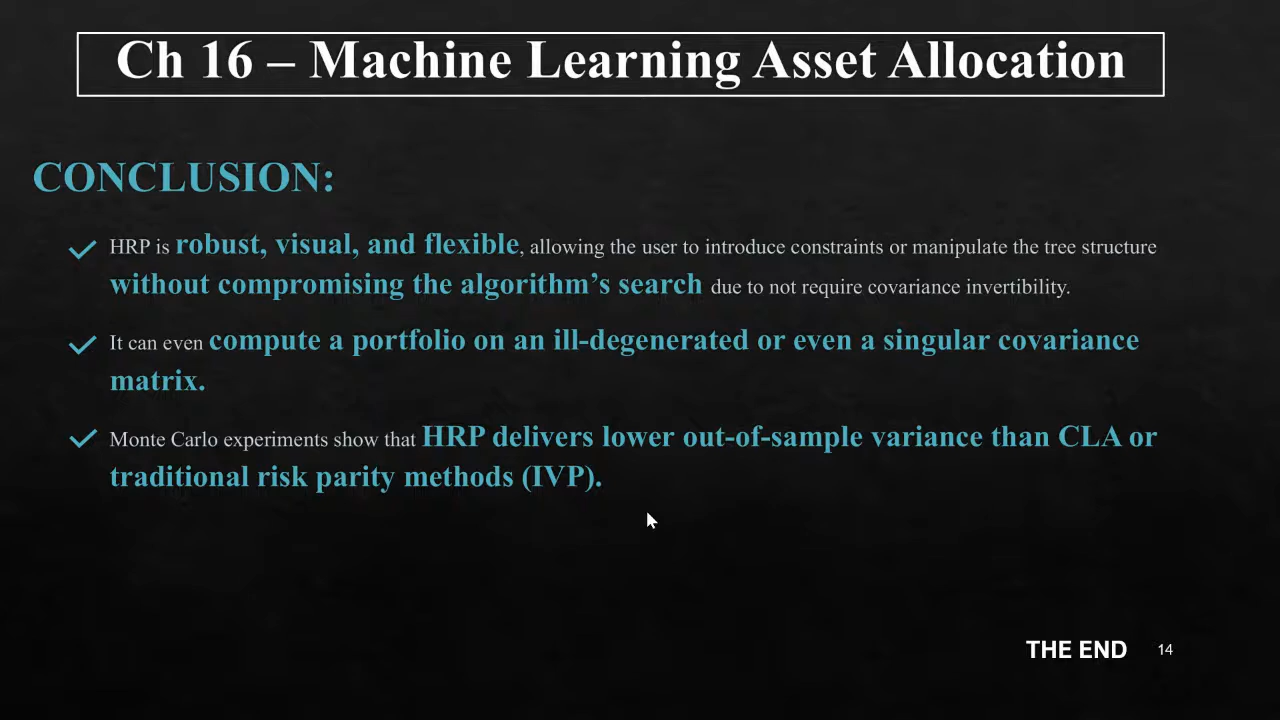 Ch 16 – Machine Learning Asset Allocation
CONCLUSION:
HRP is robust, visual, and flexible, allowing the user to introduce constraints or manipulate the tree structure
without compromising the algorithm’s search due to not require covariance invertibility.
It can even compute a portfolio on an ill-degenerated or even a singular covariance
matrix.
Monte Carlo experiments show that HRP delivers lower out-of-sample variance than CLA or
traditional risk parity methods (IVP).
THE END 14